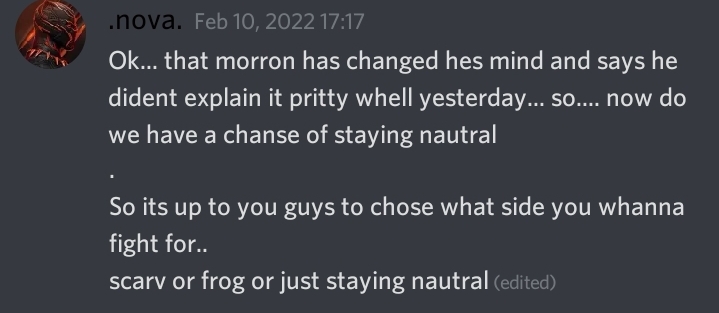 .nova. Feb 10, 2022 17:17
Ok... that morron has changed hes mind and says he
dident explain it pritty whell yesterday... so.... now do
we have a chanse of staying nautral
.
So its up to you guys to chose what side you whanna
fight for..
scarv or frog or just staying nautral (edited)